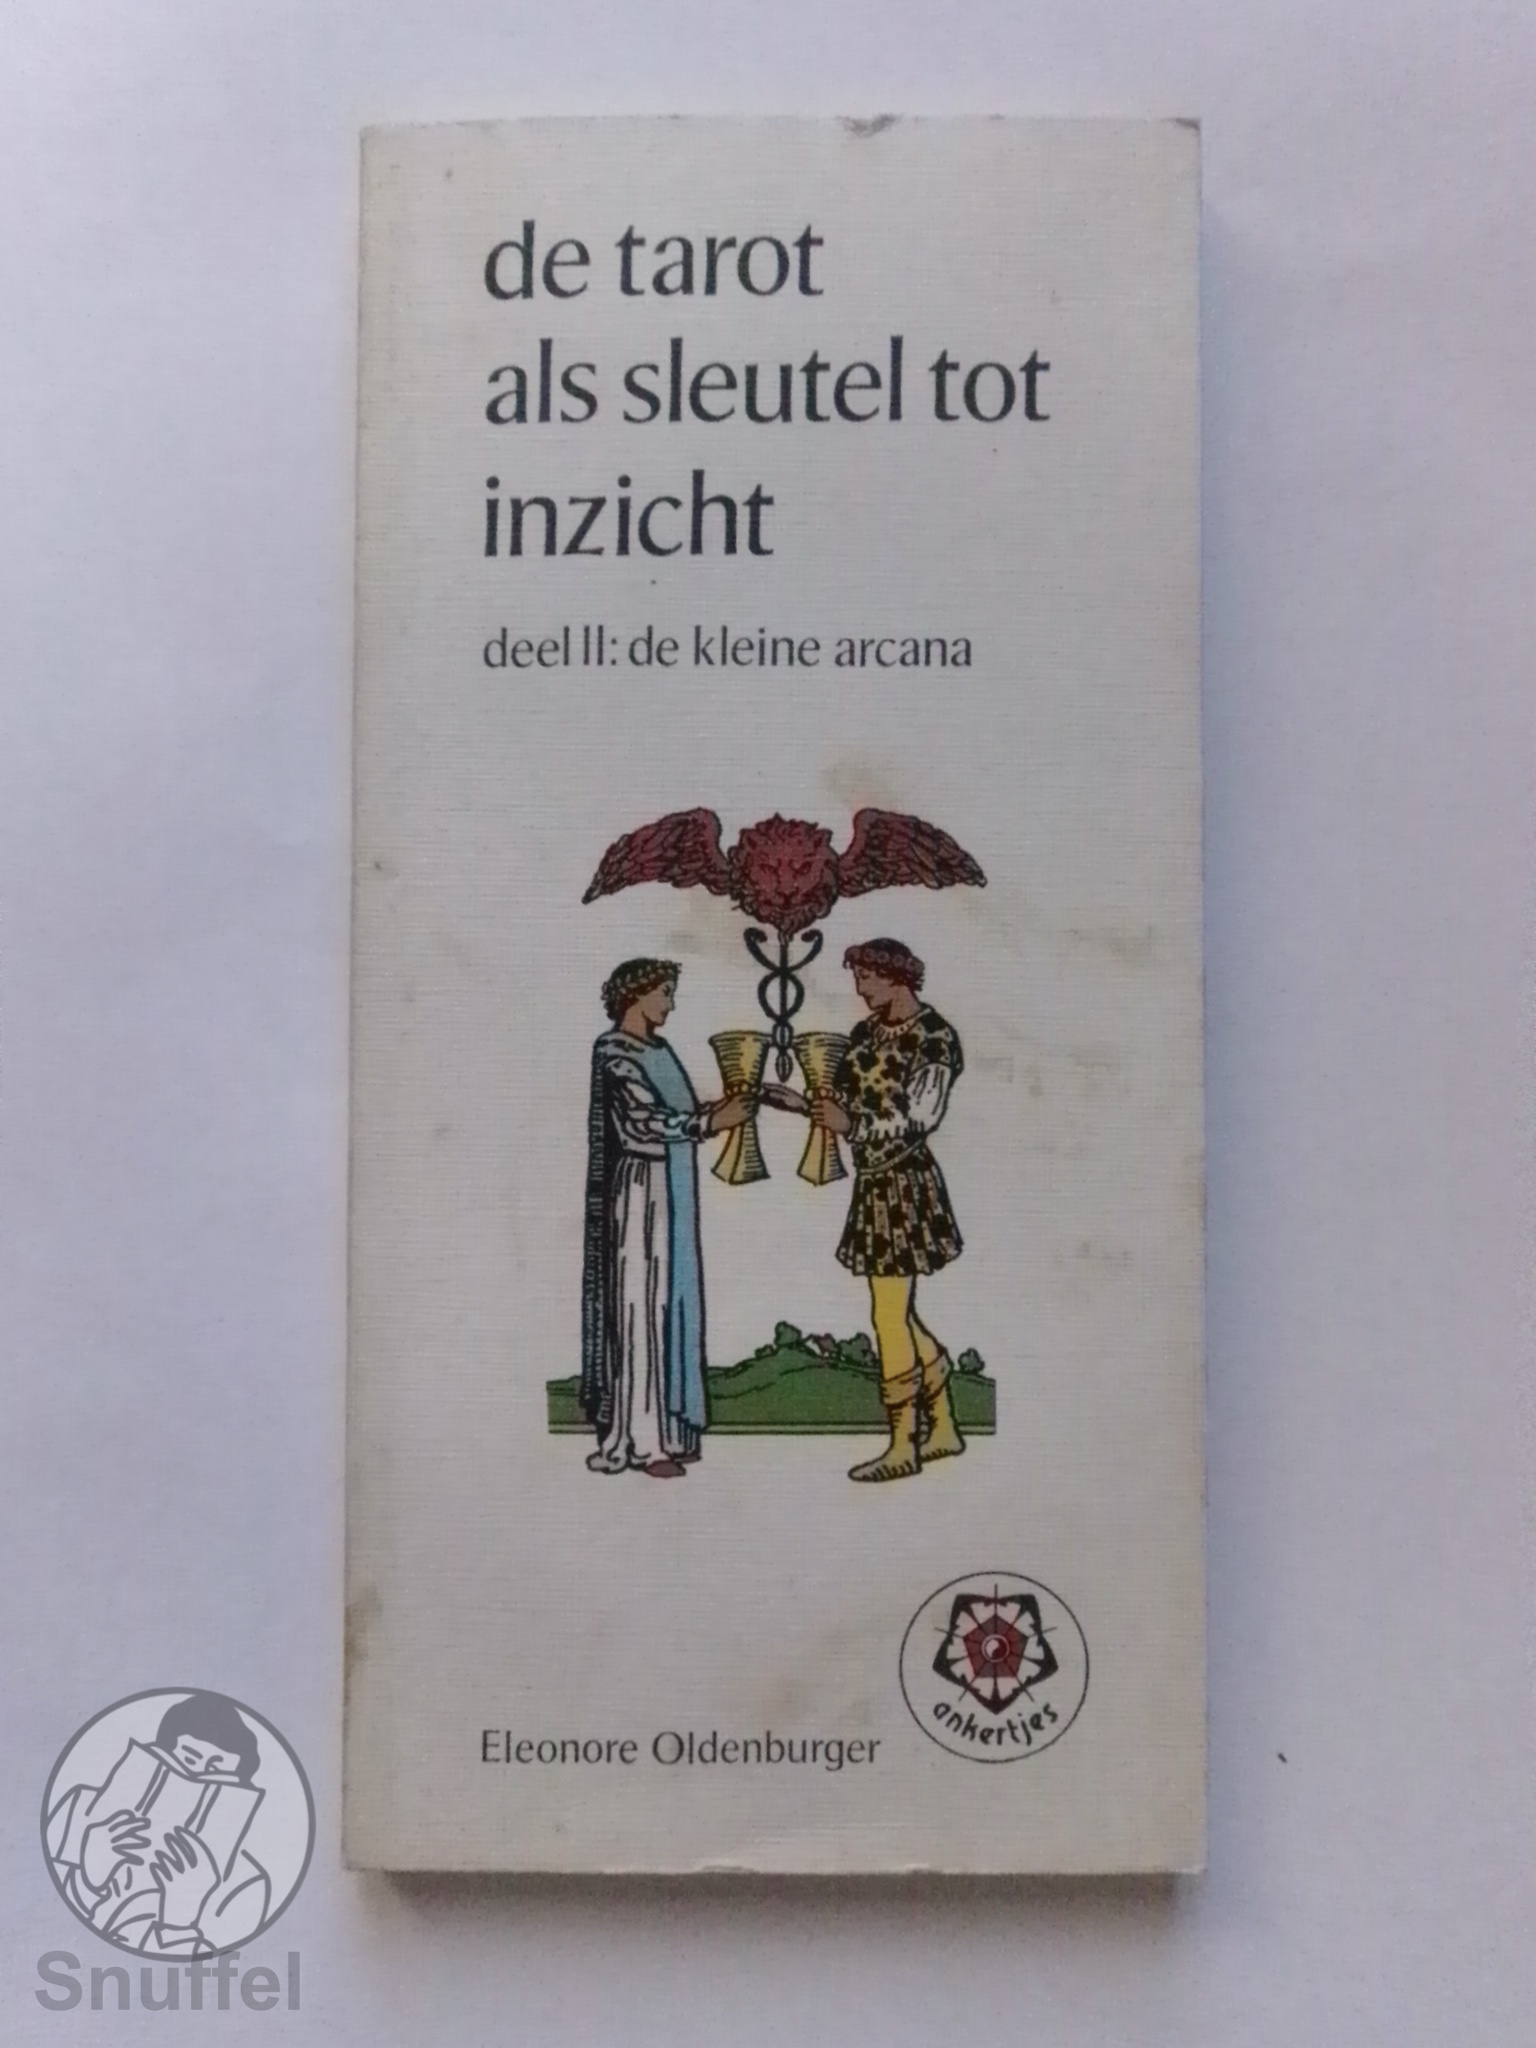 de tarot
als sleutel tot
inzicht
deel II: de kleine arcana
Eleonore Oldenburger
ankertjes
Snuffel